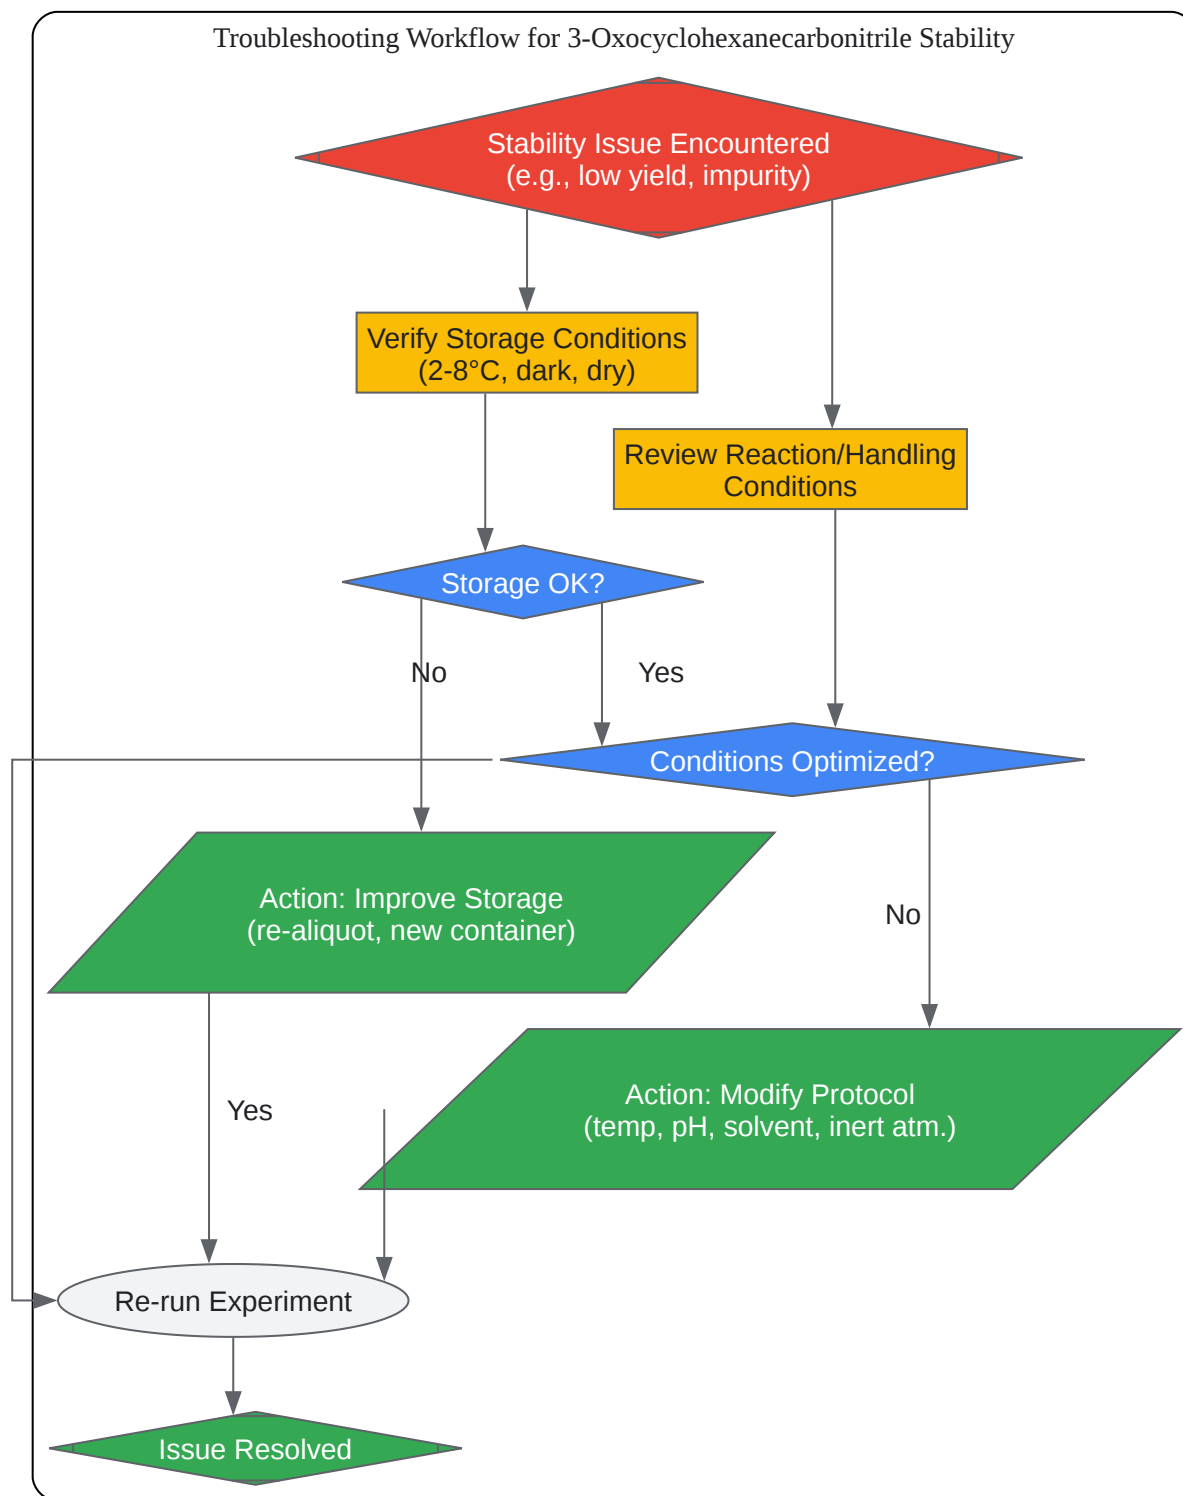 Troubleshooting Workflow for 3-Oxocyclohexanecarbonitrile Stability
Stability Issue Encountered
(e.g., low yield, impurity)
Verify Storage Conditions
(2-8°C, dark, dry)
Review Reaction/Handling
Conditions
Storage OK?
No
Yes
Conditions Optimized?
Action: Improve Storage
(re-aliquot, new container)
No
Action: Modify Protocol
(temp, pH, solvent, inert atm.)
Yes
Re-run Experiment
Issue Resolved